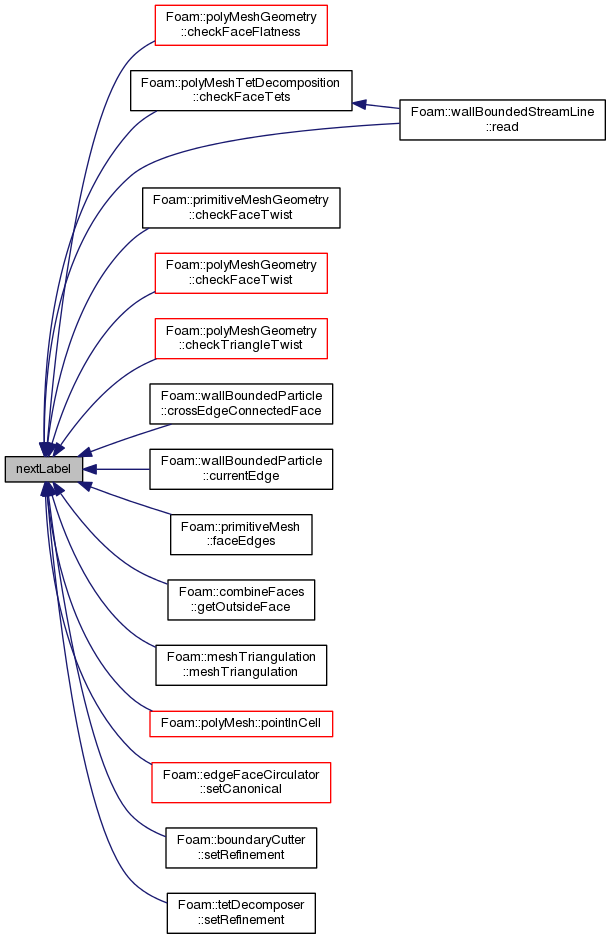 Foam::polyMeshGeometry
::checkFaceFlatness
Foam::polyMeshTetDecomposition
::checkFaceTets
Foam::wallBoundedStreamLine
::read
Foam::primitiveMeshGeometry
::checkFaceTwist
Foam::polyMeshGeometry
::checkFaceTwist
Foam::polyMeshGeometry
::checkTriangleTwist
Foam::wallBoundedParticle
::crossEdgeConnectedFace
nextLabel
Foam::wallBoundedParticle
::currentEdge
Foam::primitiveMesh
::faceEdges
Foam::combineFaces
::getOutsideFace
Foam::meshTriangulation
::meshTriangulation
Foam::polyMesh::pointInCell
Foam::edgeFaceCirculator
::setCanonical
Foam::boundaryCutter
::setRefinement
Foam::tetDecomposer
::setRefinement